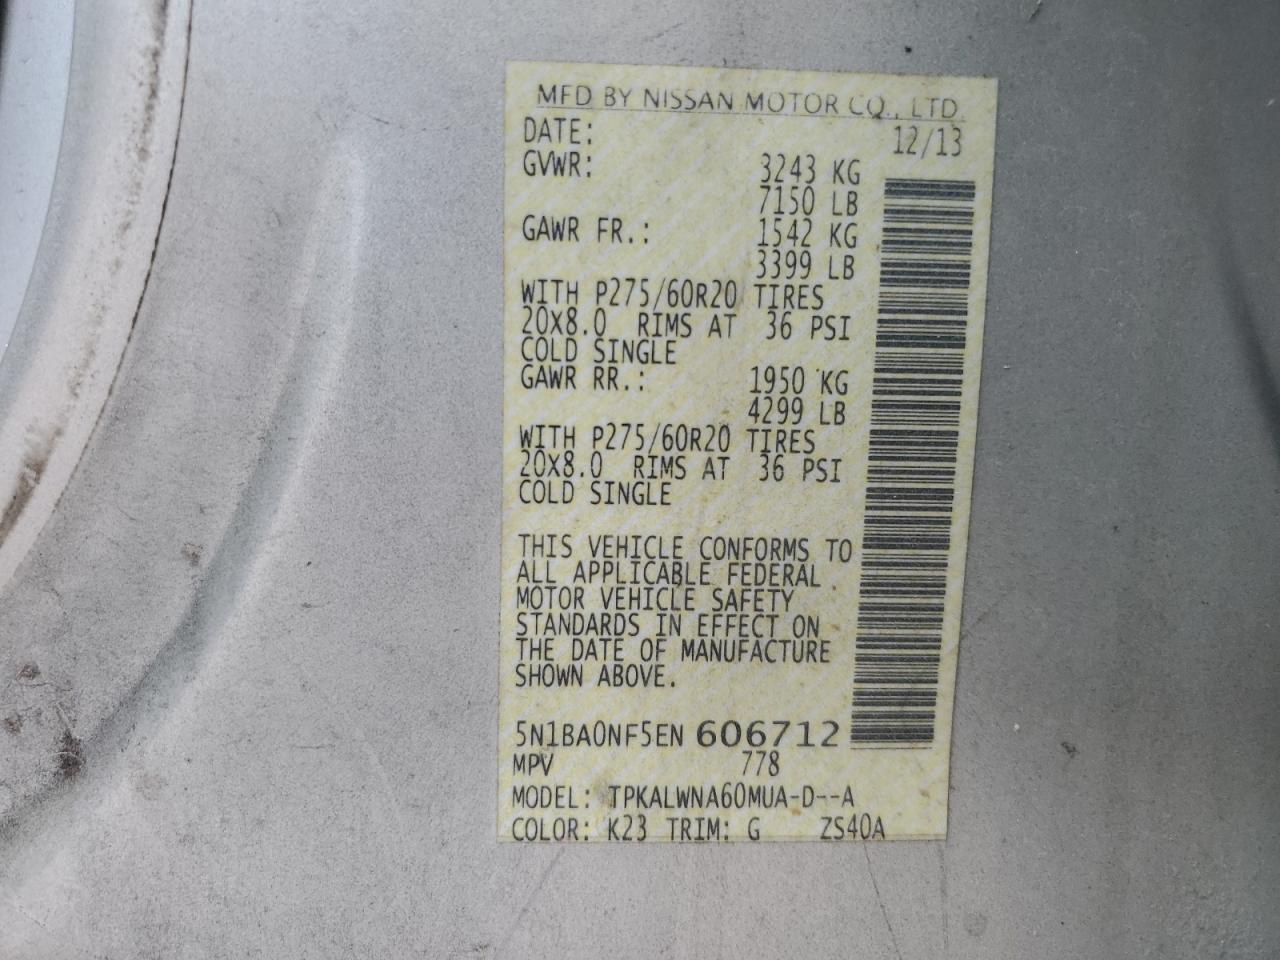 MFD BY NISSAN MOTOR CO., LTD.
DATE: 12/13
GVWR: 3243 KG
7150 LB
GAWR FR.: 1542 KG
3399 LB
WITH P275/60R20 TIRES
20X8.0 RIMS AT 36 PSI
COLD SINGLE
GAWR RR.: 1950 KG
4299 LB
WITH P275/60R20 TIRES
20X8.0 RIMS AT 36 PSI
COLD SINGLE
THIS VEHICLE CONFORMS TO
ALL APPLICABLE FEDERAL
MOTOR VEHICLE SAFETY
STANDARDS IN EFFECT ON
THE DATE OF MANUFACTURE
SHOWN ABOVE.
5N1BA0NF5EN 606712
MPV 778
MODEL: TPKALWNA60MUA-D--A
COLOR: K23 TRIM: G ZS40A